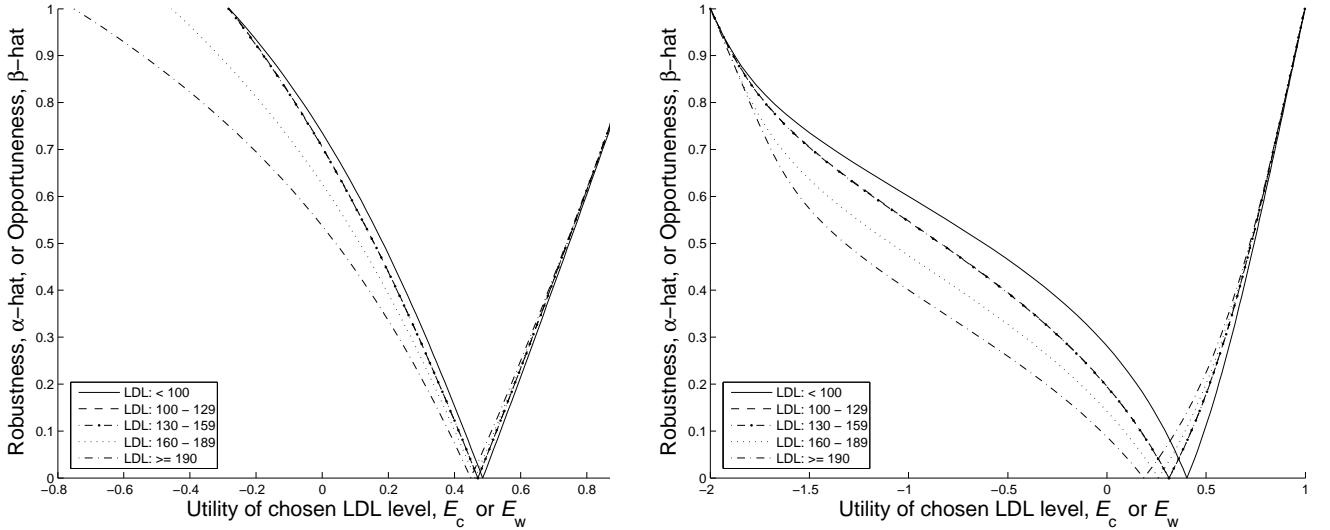 Robustness, α−hat, or Opportuneness, β−hat
1
0.9
0.8
0.7
0.6
0.5
0.4
0.3
0.2
0.1
0
LDL: < 100
LDL: 100 − 129
LDL: 130 − 159
LDL: 160 − 189
LDL: >= 190
−0.8 −0.6 −0.4 −0.2 0 0.2 0.4 0.6 0.8
Utility of chosen LDL level, E_c or E_w
Robustness, α−hat, or Opportuneness, β−hat
1
0.9
0.8
0.7
0.6
0.5
0.4
0.3
0.2
0.1
0
LDL: < 100
LDL: 100 − 129
LDL: 130 − 159
LDL: 160 − 189
LDL: >= 190
−2 −1.5 −1 −0.5 0 0.5 1
Utility of chosen LDL level, E_c or E_w